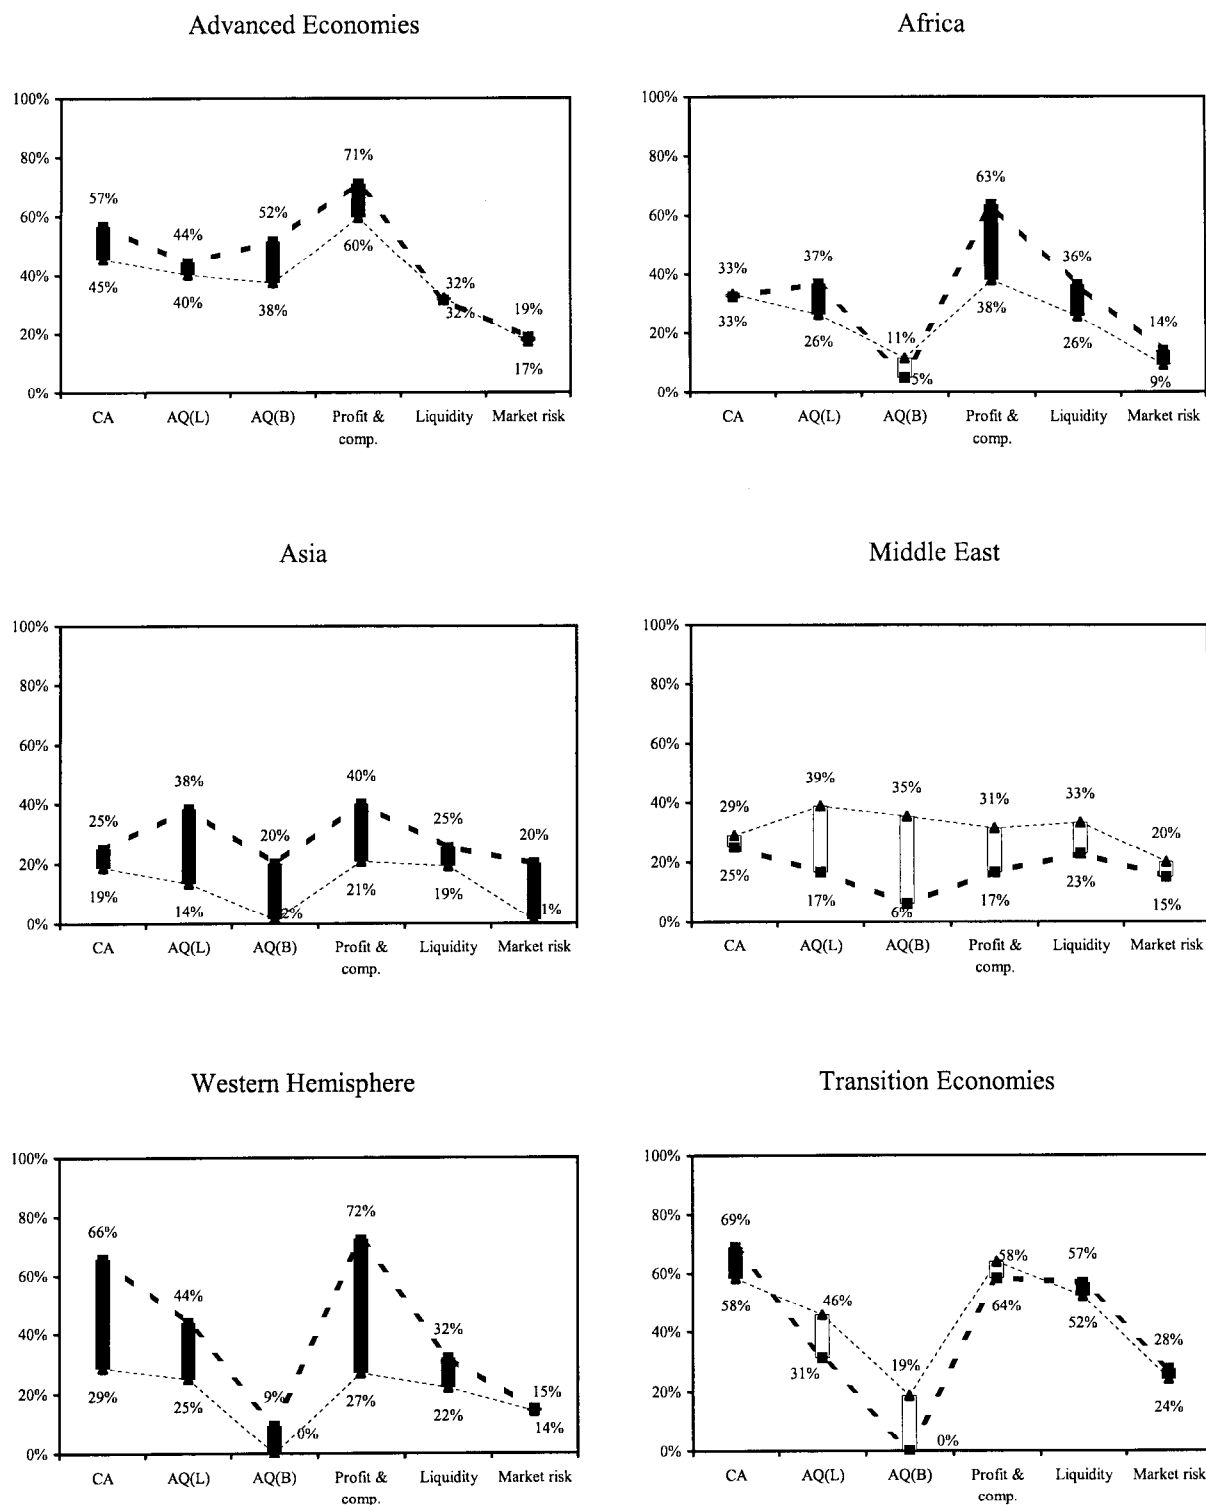 Advanced Economies
100%
80%
60%
40%
20%
0%
57%
45%
44%
40%
52%
38%
71%
60%
32%
32%
19%
17%
CA
AQ(L)
AQ(B)
Profit &
comp.
Liquidity
Market risk
Africa
100%
80%
60%
40%
20%
0%
33%
33%
37%
26%
11%
5%
63%
38%
36%
26%
14%
9%
CA
AQ(L)
AQ(B)
Profit &
comp.
Liquidity
Market risk
Asia
100%
80%
60%
40%
20%
0%
25%
19%
38%
14%
20%
2%
40%
21%
25%
19%
20%
1%
CA
AQ(L)
AQ(B)
Profit &
comp.
Liquidity
Market risk
Middle East
100%
80%
60%
40%
20%
0%
29%
25%
39%
17%
35%
6%
31%
17%
33%
23%
20%
15%
CA
AQ(L)
AQ(B)
Profit &
comp.
Liquidity
Market risk
Western Hemisphere
100%
80%
60%
40%
20%
0%
66%
29%
44%
25%
9%
0%
72%
27%
32%
22%
15%
14%
CA
AQ(L)
AQ(B)
Profit &
comp.
Liquidity
Market risk
Transition Economies
100%
80%
60%
40%
20%
0%
69%
58%
46%
31%
19%
0%
58%
64%
57%
52%
28%
24%
CA
AQ(L)
AQ(B)
Profit &
comp.
Liquidity
Market risk